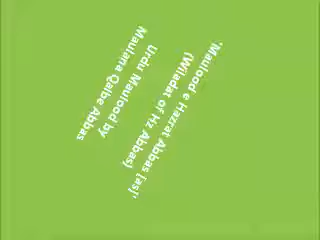 'Maulood e Hazrat Abbas [as]'
(Wiladat of Hz Abbas)
Urdu Maulood by
Maulana Qalbe Abbas